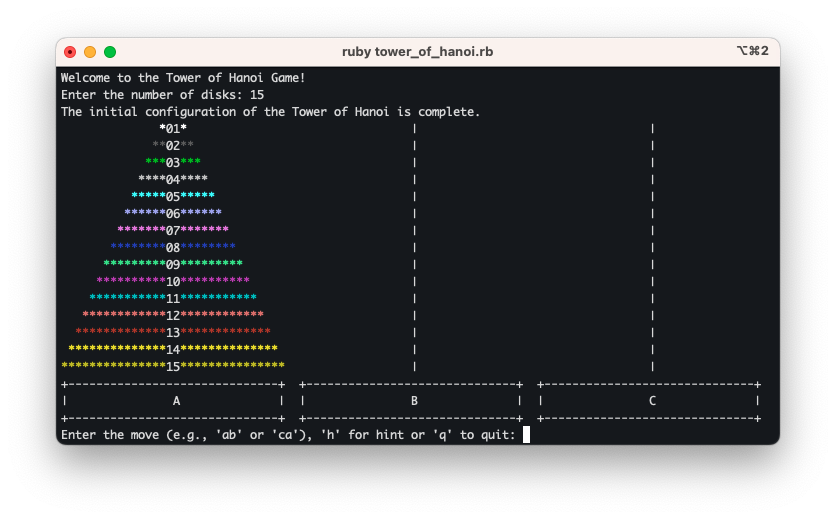 ruby tower_of_hanoi.rb ⌥⌘2
Welcome to the Tower of Hanoi Game!
Enter the number of disks: 15
The initial configuration of the Tower of Hanoi is complete.
              *01*                                |                                 |
             **02**                               |                                 |
            ***03***                              |                                 |
           ****04****                             |                                 |
          *****05*****                            |                                 |
         ******06******                           |                                 |
        *******07*******                          |                                 |
       ********08********                         |                                 |
      *********09*********                        |                                 |
     **********10**********                       |                                 |
    ***********11***********                      |                                 |
   ************12************                     |                                 |
  *************13*************                    |                                 |
 **************14**************                   |                                 |
***************15***************                  |                                 |
+------------------------------+  +------------------------------+  +------------------------------+
|               A              |  |               B              |  |               C              |
+------------------------------+  +------------------------------+  +------------------------------+
Enter the move (e.g., 'ab' or 'ca'), 'h' for hint or 'q' to quit: